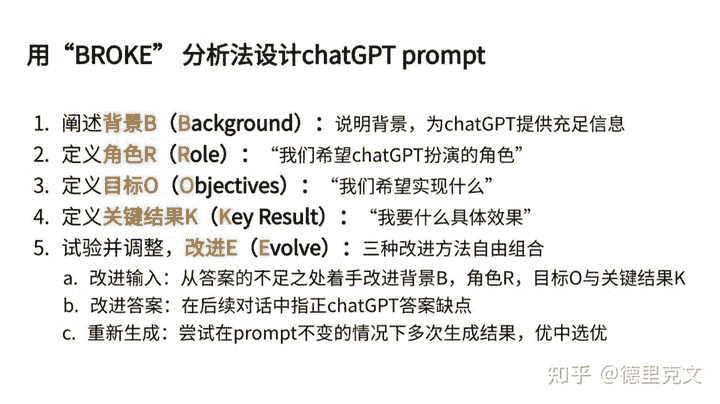 用“BROKE” 分析法设计chatGPT prompt
1. 阐述背景B（Background）：说明背景，为chatGPT提供充足信息
2. 定义角色R（Role）：“我们希望chatGPT扮演的角色”
3. 定义目标O（Objectives）：“我们希望实现什么”
4. 定义关键结果K（Key Result）：“我要什么具体效果”
5. 试验并调整，改进E（Evolve）：三种改进方法自由组合
a. 改进输入：从答案的不足之处着手改进背景B，角色R，目标O与关键结果K
b. 改进答案：在后续对话中指正chatGPT答案缺点
c. 重新生成：尝试在prompt不变的情况下多次生成结果，优中选优
知乎 @德里克文